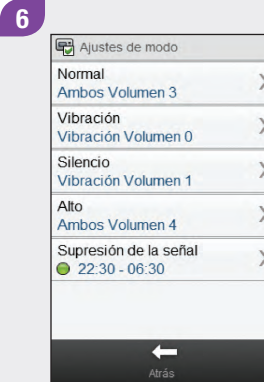 6
Ajustes de modo
Normal
Ambos Volumen 3
Vibración
Vibración Volumen 0
Silencio
Vibración Volumen 1
Alto
Ambos Volumen 4
Supresión de la señal
22:30 - 06:30
Atrás